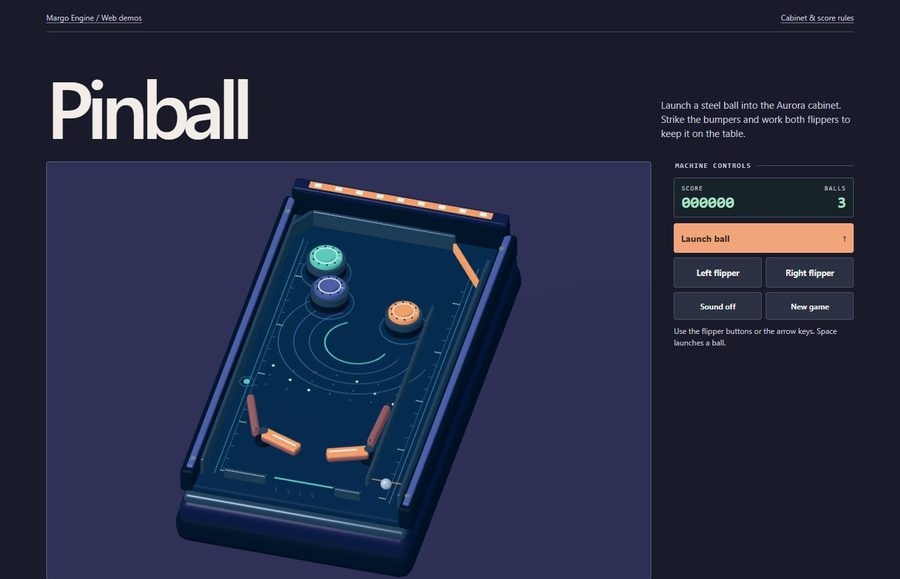 Margo Engine / Web demos
Cabinet & score rules
Pinball
Launch a steel ball into the Aurora cabinet.
Strike the bumpers and work both flippers to
keep it on the table.
MACHINE CONTROLS
SCORE
BALLS
000000
3
Launch ball ↑
Left flipper
Right flipper
Sound off
New game
Use the flipper buttons or the arrow keys. Space
launches a ball.